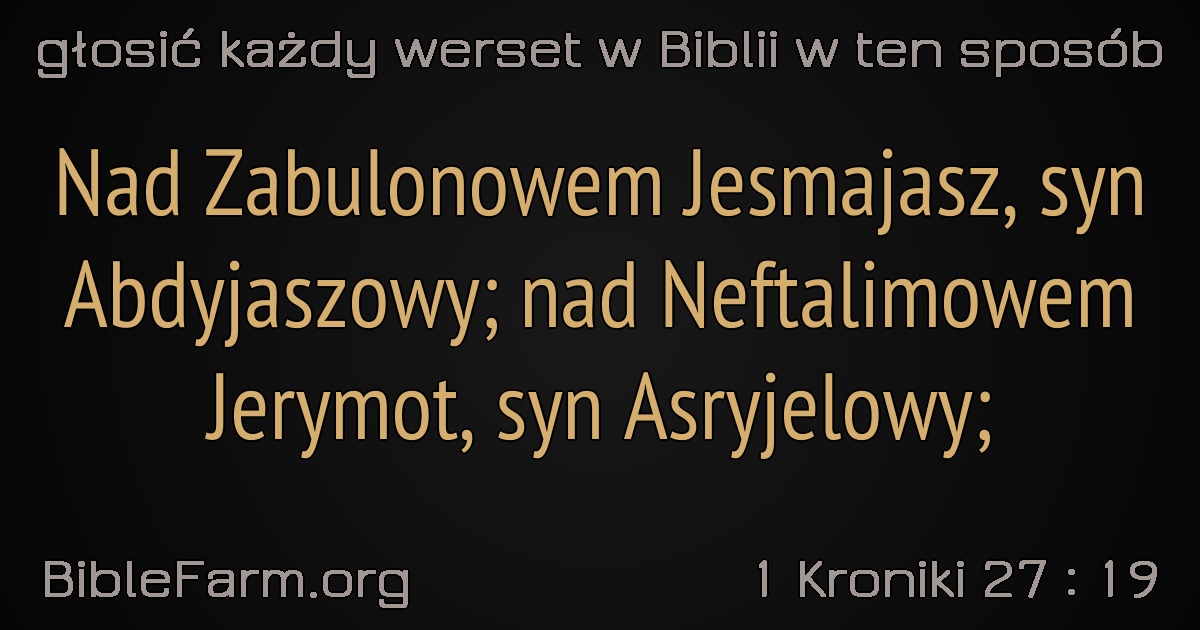 głosić każdy werset w Biblii w ten sposób
Nad Zabulonowem Jesmajasz, syn
Abdyjaszowy; nad Neftalimowem
Jerymot, syn Asryjelowy;
BibleFarm.org
1 Kroniki 27 : 19